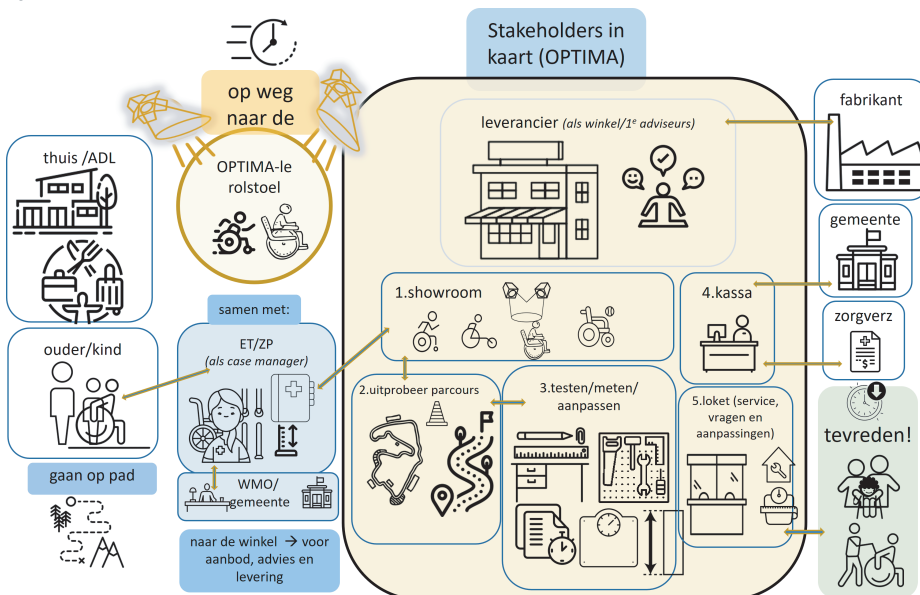 Stakeholders in
kaart (OPTIMA)
op weg
naar de
OPTIMA-le
rolstoel
thuis /ADL
ouder/kind
gaan op pad
samen met:
ET/ZP
(als case manager)
WMO/
gemeente
naar de winkel → voor
aanbod, advies en
levering
leverancier (als winkel/1e adviseurs)
1.showroom
2.uitprobeer parcours
3.testen/meten/
aanpassen
4.kassa
5.loket (service,
vragen en
aanpassingen)
fabrikant
gemeente
zorgverz
tevreden!